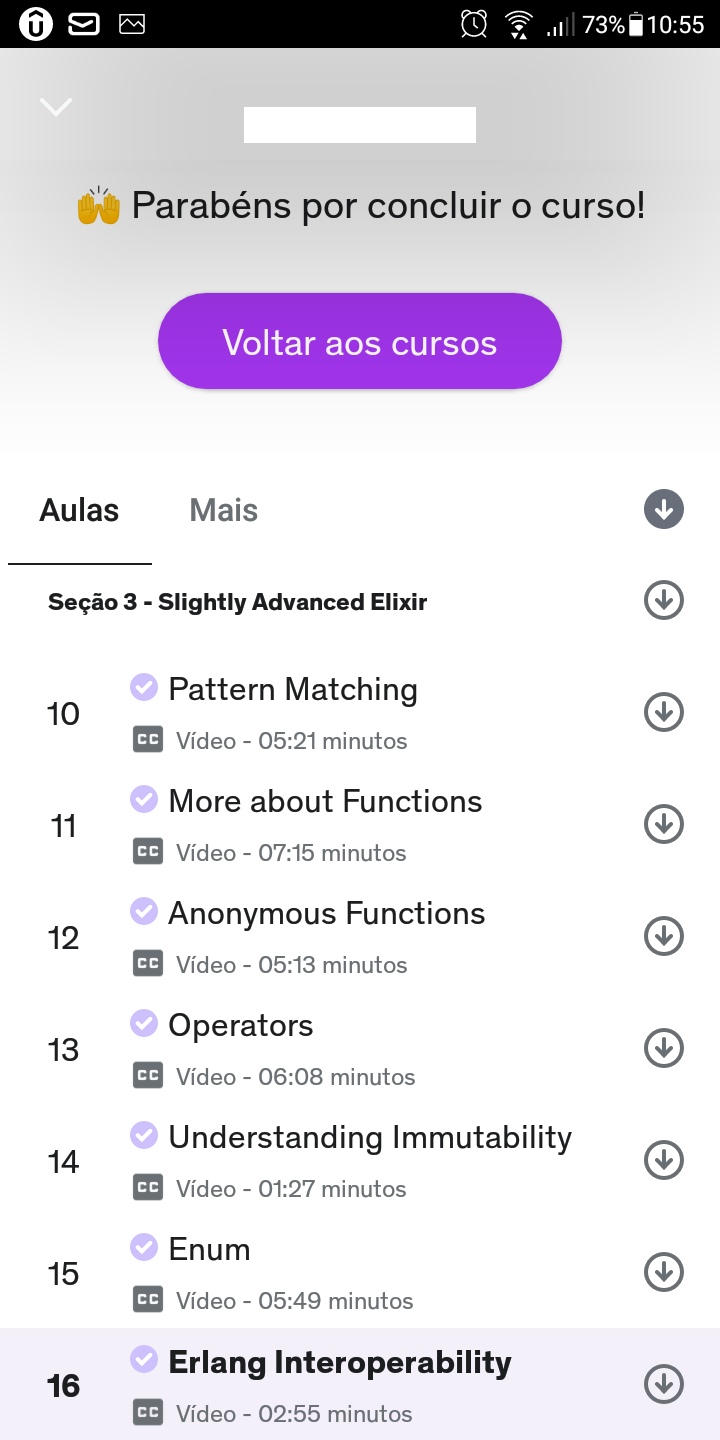 73% 10:55
🙌 Parabéns por concluir o curso!
Voltar aos cursos
Aulas Mais
Seção 3 - Slightly Advanced Elixir
10 Pattern Matching
CC Vídeo - 05:21 minutos
11 More about Functions
CC Vídeo - 07:15 minutos
12 Anonymous Functions
CC Vídeo - 05:13 minutos
13 Operators
CC Vídeo - 06:08 minutos
14 Understanding Immutability
CC Vídeo - 01:27 minutos
15 Enum
CC Vídeo - 05:49 minutos
16 Erlang Interoperability
CC Vídeo - 02:55 minutos